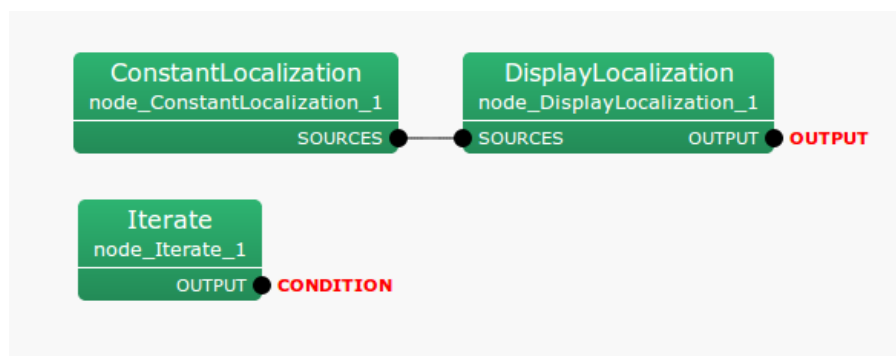 ConstantLocalization
node_ConstantLocalization_1
SOURCES
DisplayLocalization
node_DisplayLocalization_1
SOURCES OUTPUT OUTPUT
Iterate
node_Iterate_1
OUTPUT CONDITION